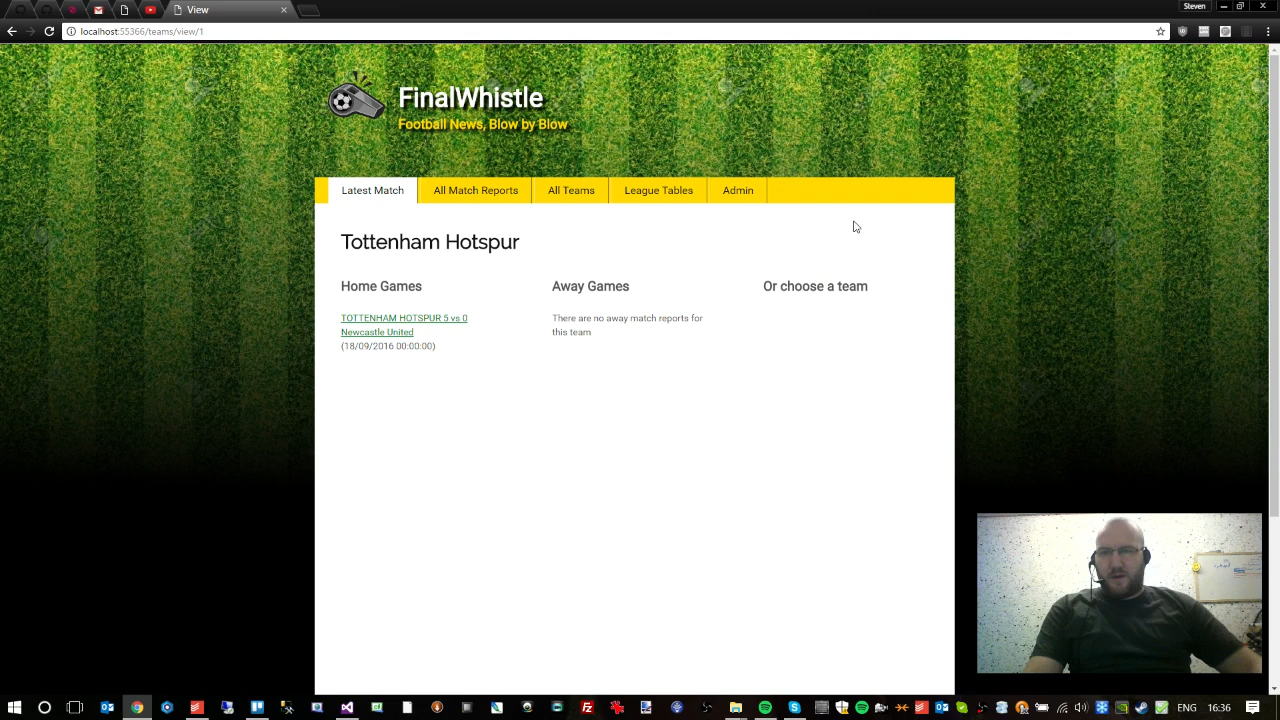 View
Steven
localhost:55366/teams/view/1
FinalWhistle
Football News, Blow by Blow
Latest Match
All Match Reports
All Teams
League Tables
Admin
Tottenham Hotspur
Home Games
TOTTENHAM HOTSPUR 5 vs 0
Newcastle United
(18/09/2016 00:00:00)
Away Games
There are no away match reports for
this team
Or choose a team
16:36